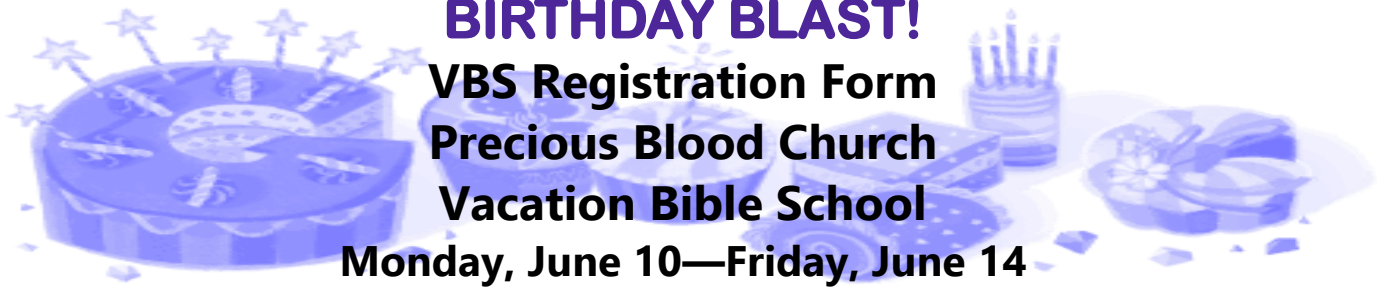 BIRTHDAY BLAST!
VBS Registration Form
Precious Blood Church
Vacation Bible School
Monday, June 10—Friday, June 14